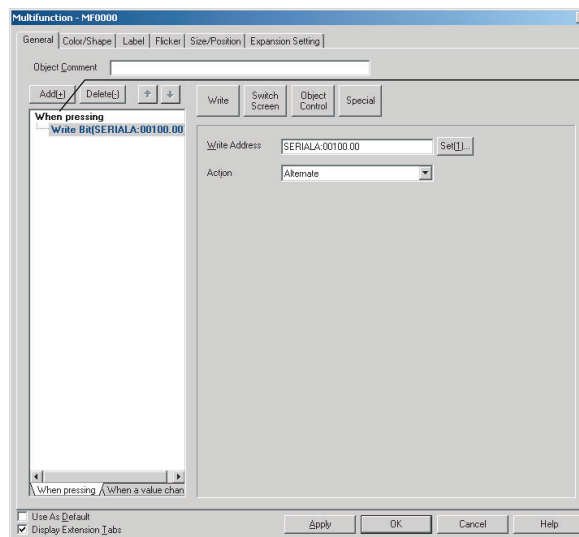 Multifunction - MF0000
General Color/Shape Label Flicker Size/Position Expansion Setting
Object Comment
Add(+) Delete(-) Write Switch Screen Object Control Special
When pressing
Write Bit(SERIALA:00100.00)
Write Address SERIALA:00100.00 Set(1)...
Action Alternate
When pressing When a value chan
Use As Default
Display Extension Tabs
Apply OK Cancel Help